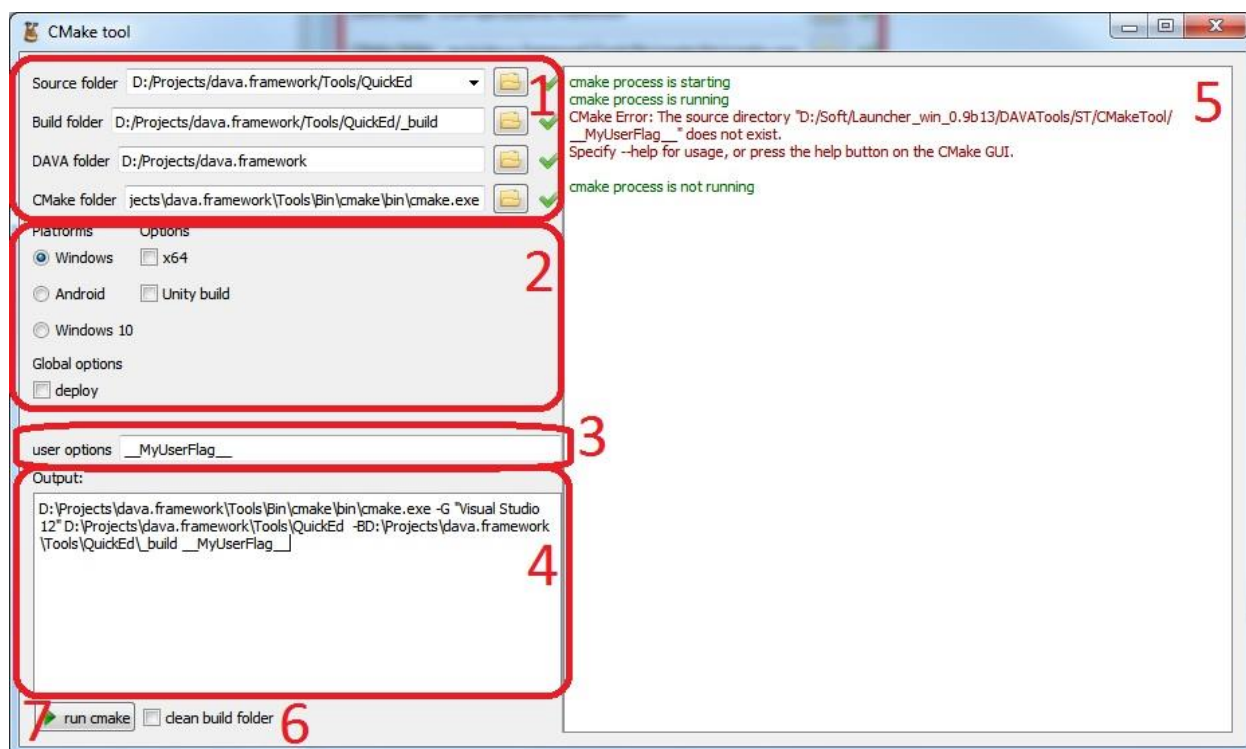 CMake tool
Source folder D:/Projects/dava.framework/Tools/QuickEd
1
Build folder D:/Projects/dava.framework/Tools/QuickEd/_build
DAVA folder D:/Projects/dava.framework
CMake folder jects\dava.framework\Tools\Bin\cmake\bin\cmake.exe
Platforms Options
Windows x64
2
Android Unity build
Windows 10
Global options
deploy
3
user options __MyUserFlag__
Output:
D:\Projects\dava.framework\Tools\Bin\cmake\bin\cmake.exe -G "Visual Studio
12" D:\Projects\dava.framework\Tools\QuickEd -BD:\Projects\dava.framework
\Tools\QuickEd\_build __MyUserFlag__
4
7 run cmake clean build folder 6
cmake process is starting
cmake process is running
5
CMake Error: The source directory "D:/Soft/Launcher_win_0.9b13/DAVATools/ST/CMakeTool/
__MyUserFlag__" does not exist.
Specify --help for usage, or press the help button on the CMake GUI.
cmake process is not running